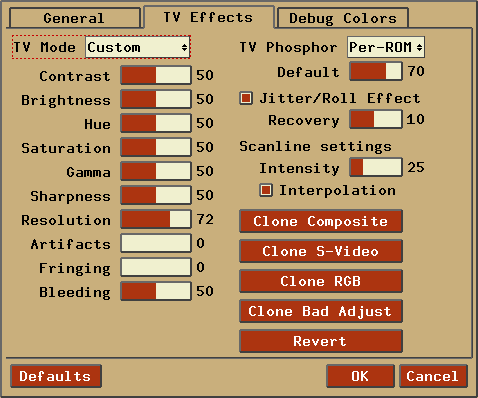 General TV Effects Debug Colors
TV Mode Custom
Contrast 50
Brightness 50
Hue 50
Saturation 50
Gamma 50
Sharpness 50
Resolution 72
Artifacts 0
Fringing 0
Bleeding 50
TV Phosphor Per-ROM
Default 70
Jitter/Roll Effect
Recovery 10
Scanline settings
Intensity 25
Interpolation
Clone Composite
Clone S-Video
Clone RGB
Clone Bad Adjust
Revert
Defaults OK Cancel